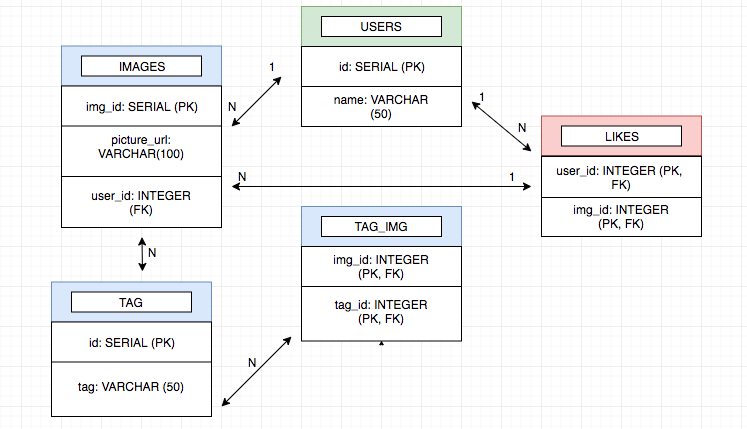 USERS
id: SERIAL (PK)
name: VARCHAR
(50)
IMAGES
img_id: SERIAL (PK)
picture_url:
VARCHAR(100)
user_id: INTEGER
(FK)
1
N
1
N
LIKES
user_id: INTEGER (PK,
FK)
img_id: INTEGER
(PK, FK)
N
1
TAG_IMG
img_id: INTEGER
(PK, FK)
tag_id: INTEGER
(PK, FK)
N
TAG
id: SERIAL (PK)
tag: VARCHAR (50)
N